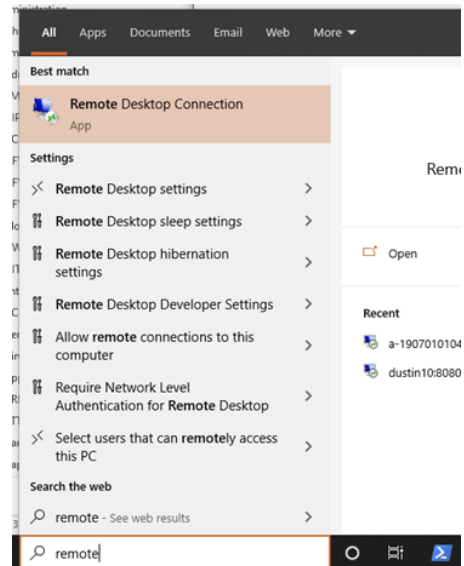 All Apps Documents Email Web More
Best match
Remote Desktop Connection
App
Settings
Remote Desktop settings
Remote Desktop sleep settings
Remote Desktop hibernation
settings
Remote Desktop Developer Settings
Allow remote connections to this
computer
Require Network Level
Authentication for Remote Desktop
Select users that can remotely access
this PC
Search the web
remote - See web results
remote
Open
Recent
a-1907010104
dustin10:8080